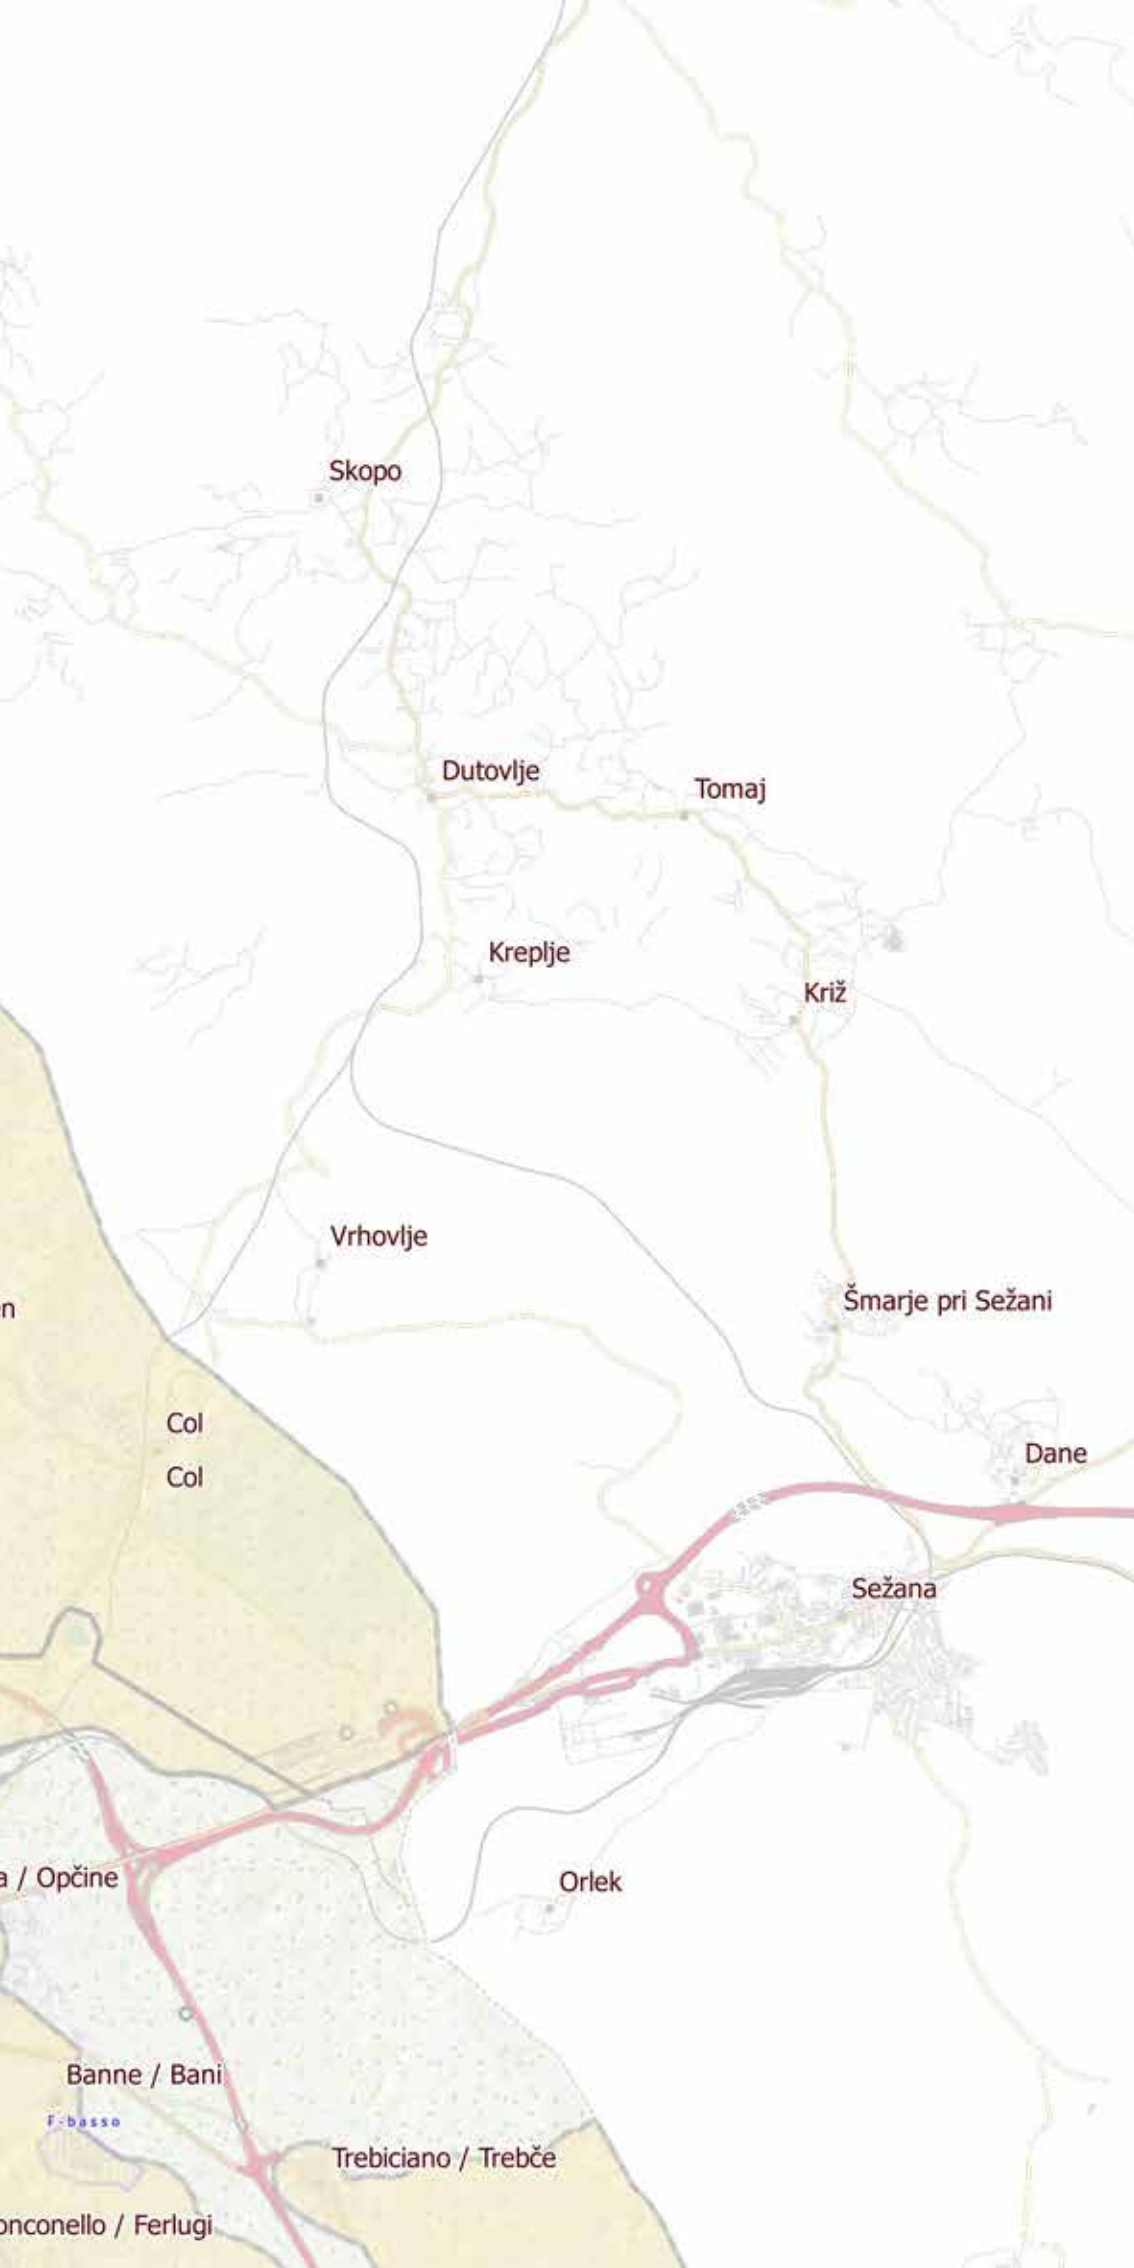 Skopo
Dutovlje
Tomaj
Kreplje
Križ
Vrhovlje
Šmarje pri Sežani
en
Col
Col
Dane
Sežana
a / Opčine
Orlek
Banne / Bani
F-basso
Trebiciano / Trebče
onconello / Ferlugi